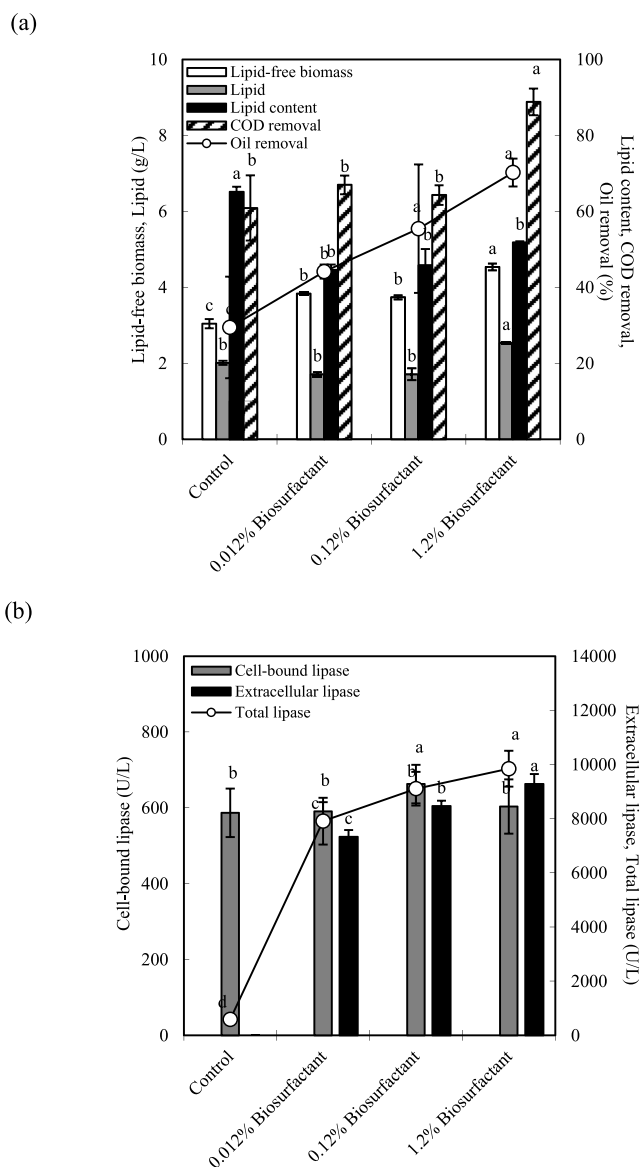 (a)
10
8
6
4
2
0
100
80
60
40
20
0
Lipid-free biomass, Lipid (g/L)
Lipid content, COD removal,
Oil removal (%)
Lipid-free biomass
Lipid
Lipid content
COD removal
Oil removal
c
b
a
b
b
b
b
b
b
b
b
a
b
b
a
a
a
b
a
Control
0.012% Biosurfactant
0.12% Biosurfactant
1.2% Biosurfactant
(b)
1000
800
600
400
200
0
14000
12000
10000
8000
6000
4000
2000
0
Cell-bound lipase (U/L)
Extracellular lipase, Total lipase
(U/L)
Cell-bound lipase
Extracellular lipase
Total lipase
b
d
b
c
c
a
b
b
a
b
a
Control
0.012% Biosurfactant
0.12% Biosurfactant
1.2% Biosurfactant